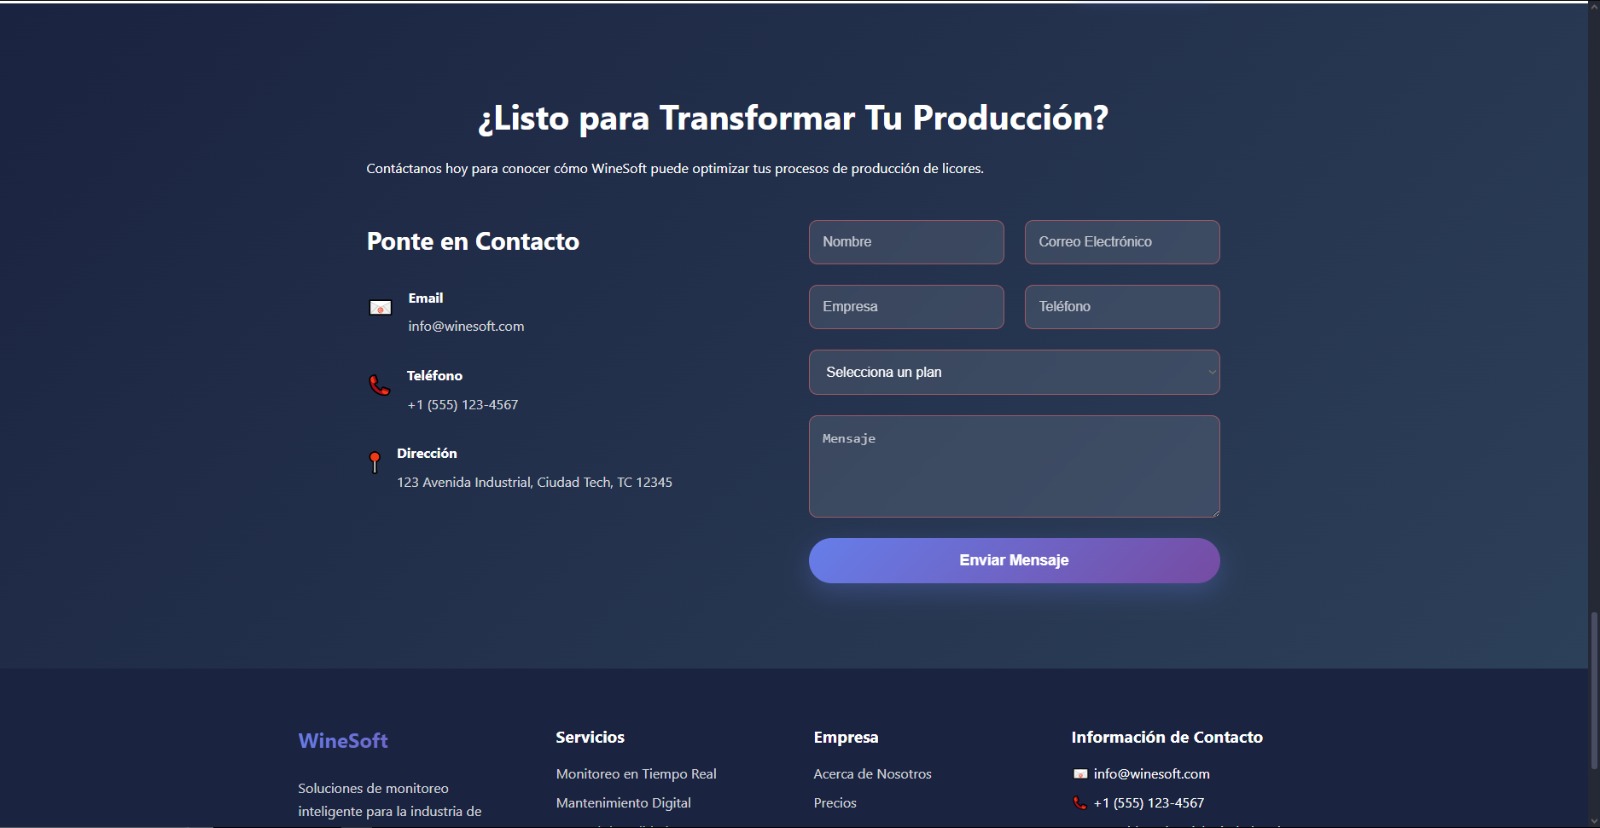 ¿Listo para Transformar Tu Producción?
Contáctanos hoy para conocer cómo WineSoft puede optimizar tus procesos de producción de licores.
Ponte en Contacto
Email
info@winesoft.com
Teléfono
+1 (555) 123-4567
Dirección
123 Avenida Industrial, Ciudad Tech, TC 12345
Nombre
Correo Electrónico
Empresa
Teléfono
Selecciona un plan
Mensaje
Enviar Mensaje
WineSoft
Soluciones de monitoreo
inteligente para la industria de
Servicios
Monitoreo en Tiempo Real
Mantenimiento Digital
Empresa
Acerca de Nosotros
Precios
Información de Contacto
info@winesoft.com
+1 (555) 123-4567